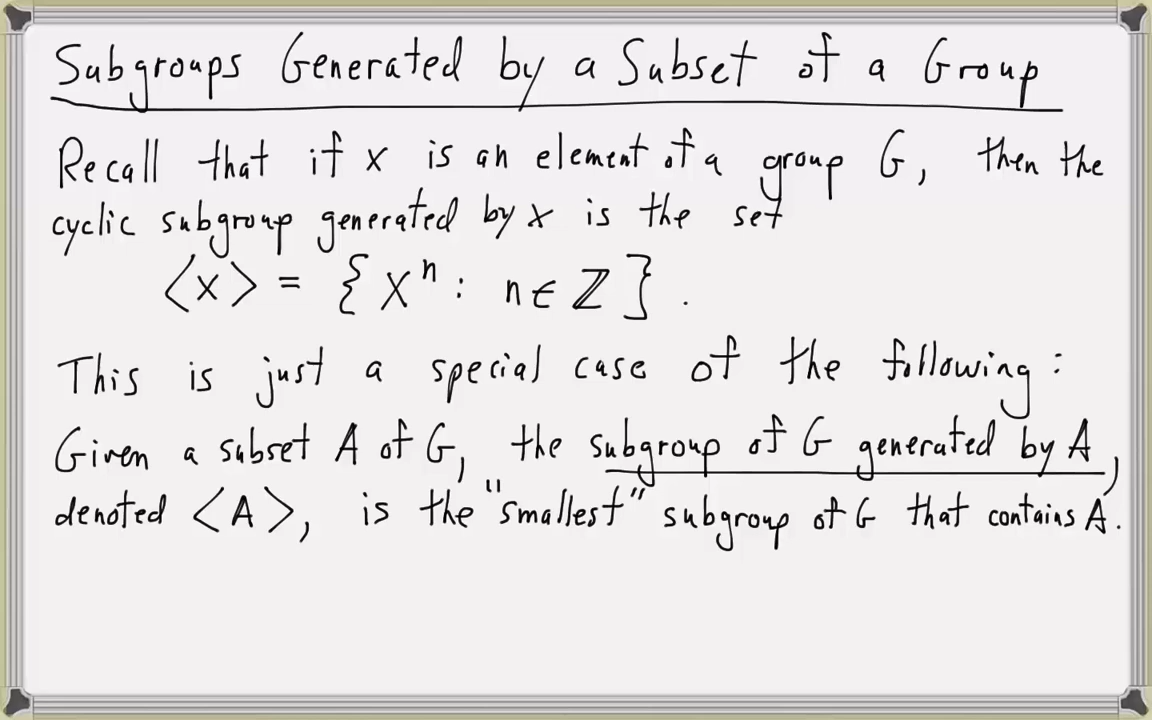 Subgroups Generated by a Subset of a Group
Recall that if x is an element of a group G, then the
cyclic subgroup generated by x is the set
⟨x⟩ = { x^n : n ∈ ℤ } .
This is just a special case of the following:
Given a subset A of G, the subgroup of G generated by A,
denoted ⟨A⟩, is the "smallest" subgroup of G that contains A.